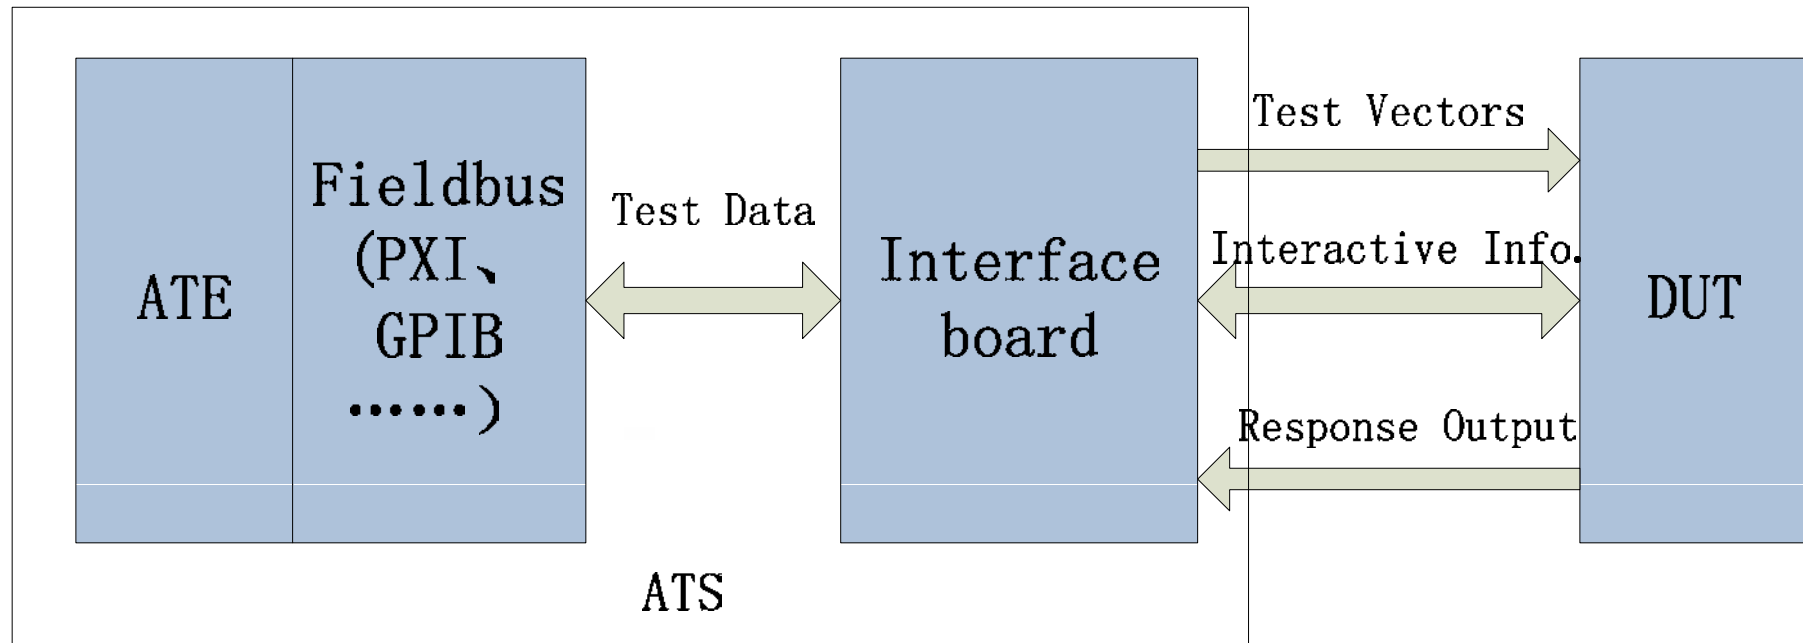 ATE
Fieldbus
(PXI、
GPIB
……)
Test Data
Interface
board
Test Vectors
Interactive Info.
Response Output
DUT
ATS